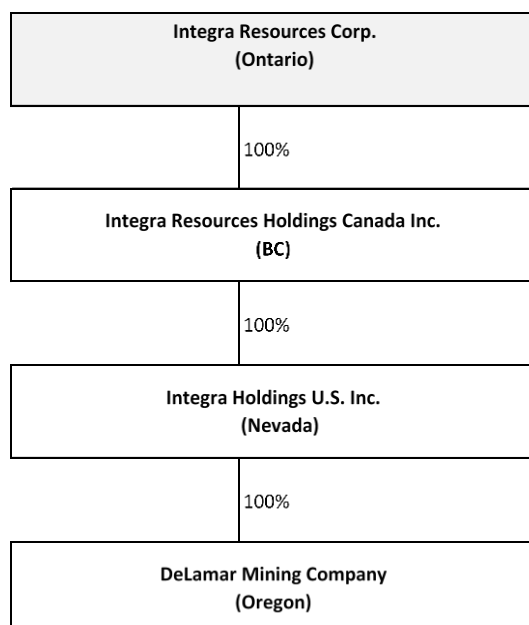 Integra Resources Corp.
(Ontario)
100%
Integra Resources Holdings Canada Inc.
(BC)
100%
Integra Holdings U.S. Inc.
(Nevada)
100%
DeLamar Mining Company
(Oregon)